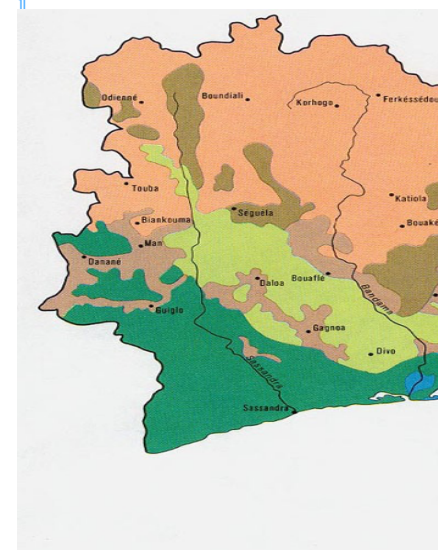 Odienné
Boundiali
Korhogo
Ferkéssédou
Touba
Katiola
Séguéla
Biankouma
Bouaké
Man
Danané
Bouaflé
Daloa
Bandama
Guiglo
Gagnoa
Divo
Sassandra
Sassandra